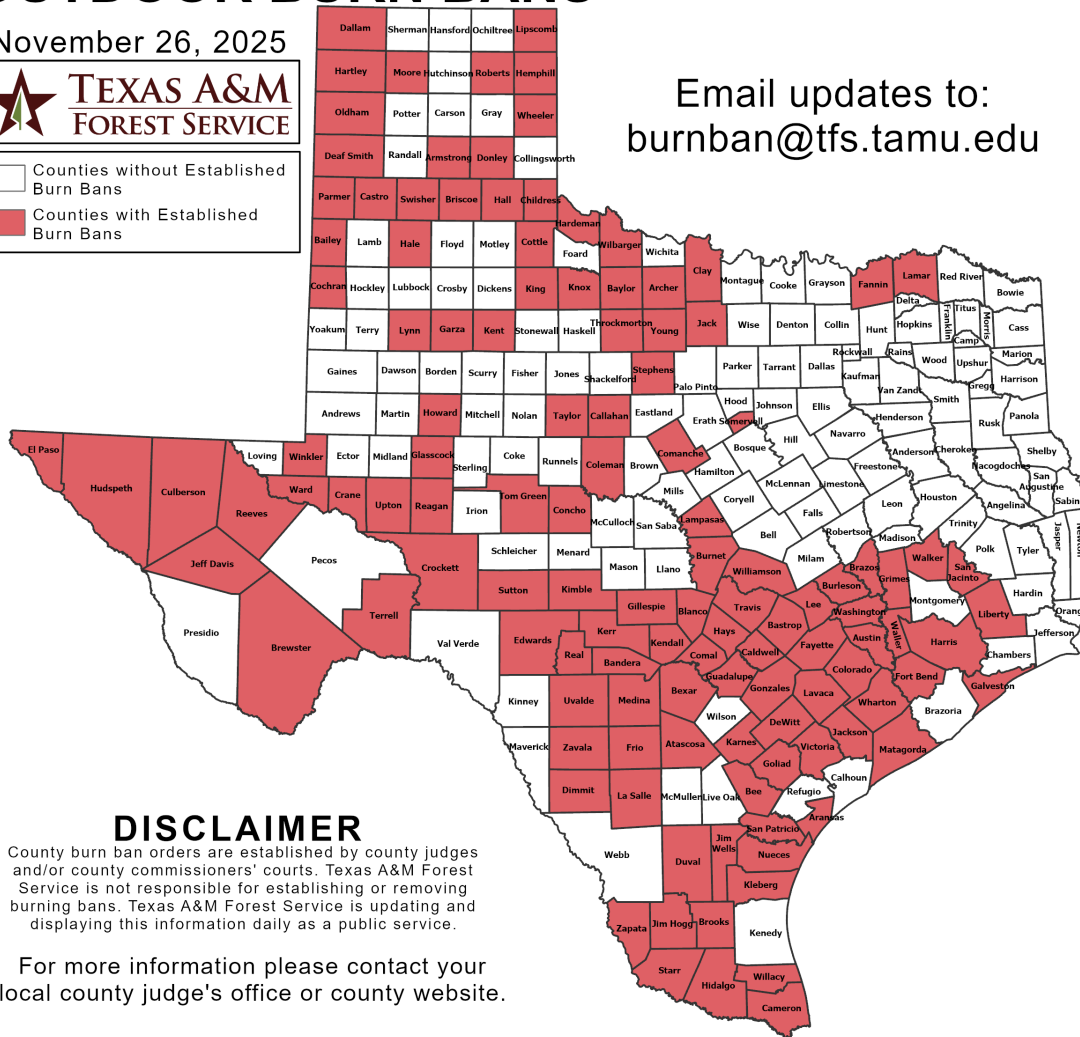 November 26, 2025
TEXAS A&M
FOREST SERVICE
Counties without Established
Burn Bans
Counties with Established
Burn Bans
Email updates to:
burnban@tfs.tamu.edu
Dallam Sherman Hansford Ochiltree Lipscomb
Hartley Moore Hutchinson Roberts Hemphill
Oldham Potter Carson Gray Wheeler
Deaf Smith Randall Armstrong Donley Collingsworth
Parmer Castro Swisher Briscoe Hall Childress
Hardeman
Bailey Lamb Hale Floyd Motley Cottle Foard Wilbarger Wichita
Clay Montague Cooke Grayson Fannin Lamar Red River Bowie
Cochran Hockley Lubbock Crosby Dickens King Knox Baylor Archer
Delta Franklin Titus Morris Cass
Yoakum Terry Lynn Garza Kent Stonewall Haskell Throckmorton Young Jack Wise Denton Collin Hunt Hopkins Camp
Rockwall Rains Wood Upshur Marion
Gaines Dawson Borden Scurry Fisher Jones Shackelford Stephens Palo Pinto Parker Tarrant Dallas Kaufman Van Zandt Gregg Harrison
Andrews Martin Howard Mitchell Nolan Taylor Callahan Eastland Erath Hood Somervell Johnson Ellis Henderson Smith Rusk Panola
El Paso Loving Winkler Ector Midland Glasscock Sterling Coke Runnels Coleman Brown Comanche Hamilton Bosque Hill Navarro Anderson Cherokee Nacogdoches Shelby
Hudspeth Culberson Reeves Ward Crane Upton Reagan Irion Tom Green Concho McCulloch San Saba Mills Lampasas Coryell McLennan Limestone Freestone Leon Houston Angelina San
Augustine Sabin
Jeff Davis Pecos Crockett Schleicher Menard Mason Llano Burnet Bell Falls Milam Robertson Madison Trinity Polk Tyler Jasper Newton
Presidio Brewster Terrell Val Verde Sutton Kimble Gillespie Blanco Williamson Travis Lee Burleson Brazos Grimes Walker San
Jacinto Hardin
Edwards Real Kerr Bandera Kendall Comal Hays Caldwell Bastrop Fayette Washington Austin Waller Montgomery Liberty Harris Orang
Jefferson
Chambers
Kinney Uvalde Medina Bexar Guadalupe Gonzales Lavaca Colorado Fort Bend Galveston
Wilson Wharton Brazoria
Maverick Zavala Frio Atascosa Karnes DeWitt Victoria Jackson Matagorda
Goliad
Dimmit La Salle McMullen Live Oak Bee Refugio Calhoun
Aransas
Webb Duval Jim
Wells San Patricio
Nueces
Kleberg
Zapata Jim Hogg Brooks Kenedy
Starr Hidalgo Willacy
Cameron
DISCLAIMER
County burn ban orders are established by county judges
and/or county commissioners' courts. Texas A&M Forest
Service is not responsible for establishing or removing
burning bans. Texas A&M Forest Service is updating and
displaying this information daily as a public service.
For more information please contact your
local county judge's office or county website.